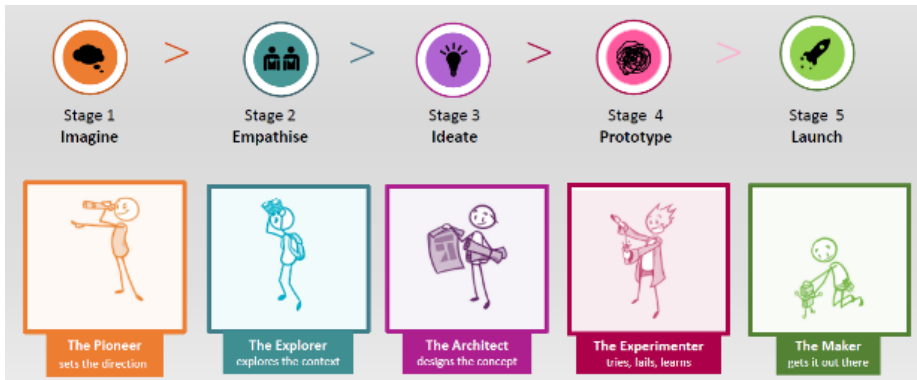 Stage 1
Imagine
Stage 2
Empathise
Stage 3
Ideate
Stage 4
Prototype
Stage 5
Launch
The Pioneer
sets the direction
The Explorer
explores the context
The Architect
designs the concept
The Experimenter
tries, fails, learns
The Maker
gets it out there